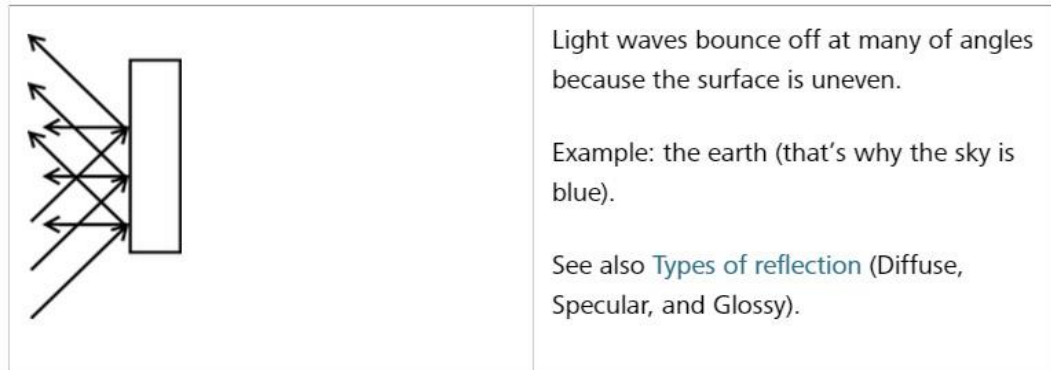 Light waves bounce off at many of angles
because the surface is uneven.
Example: the earth (that's why the sky is
blue).
See also Types of reflection (Diffuse,
Specular, and Glossy).